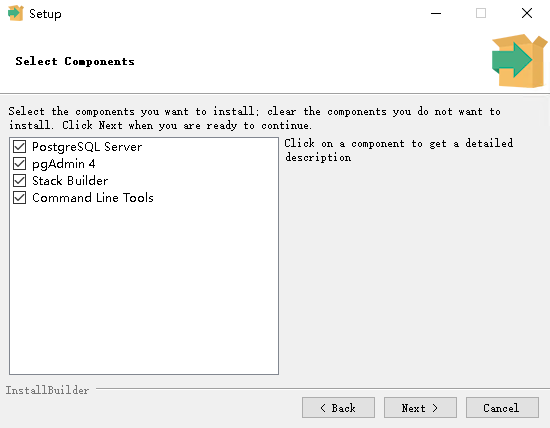 Setup
Select Components
Select the components you want to install; clear the components you do not want to
install. Click Next when you are ready to continue.
PostgreSQL Server
pgAdmin 4
Stack Builder
Command Line Tools
Click on a component to get a detailed
description
InstallBuilder
< Back
Next >
Cancel